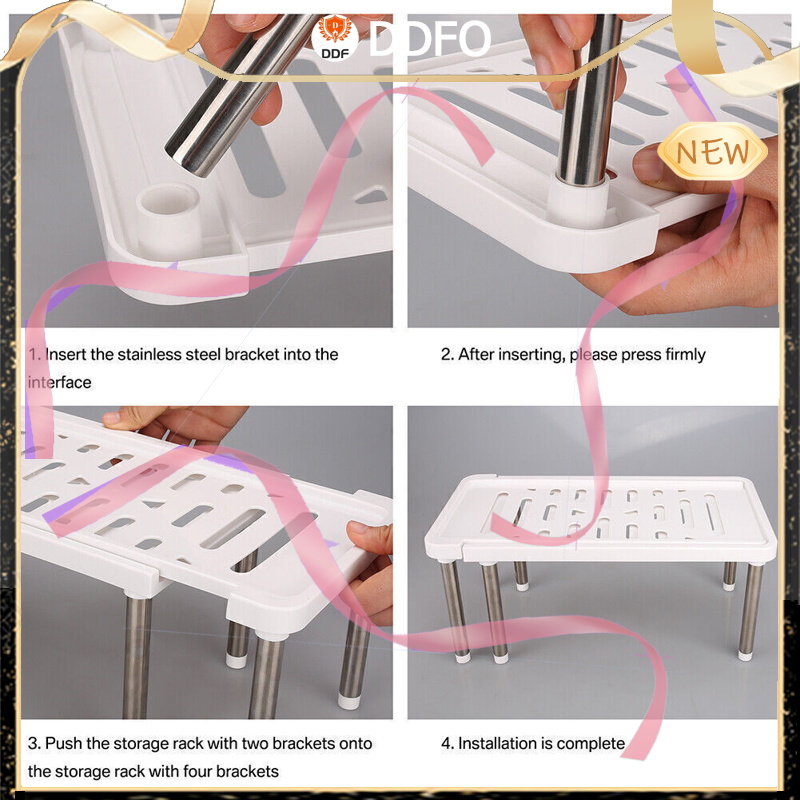 DDF
DDFO
NEW
1. Insert the stainless steel bracket into the
interface
2. After inserting, please press firmly
3. Push the storage rack with two brackets onto
the storage rack with four brackets
4. Installation is complete